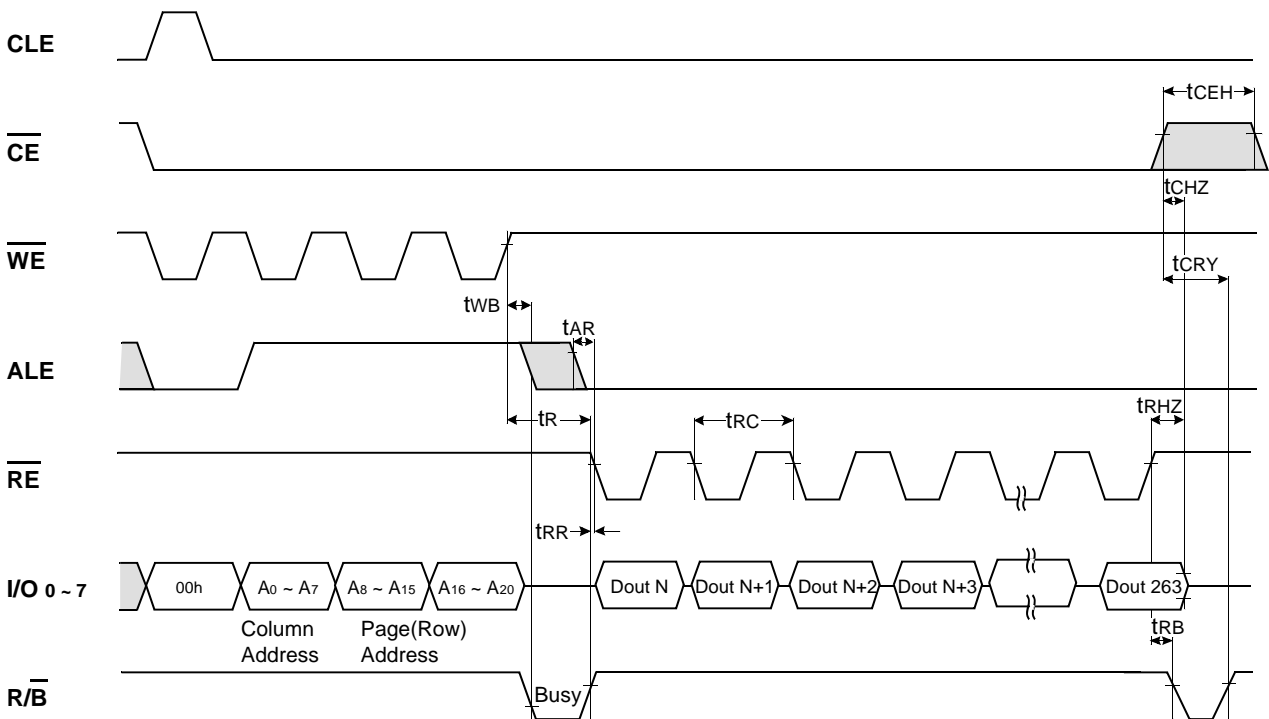 CLE
tCEH
CE
tCHZ
WE
tCRY
tWB
tAR
ALE
tR
tRC
tRHZ
RE
tRR
I/O 0 ~ 7
00h
A0 ~ A7
A8 ~ A15
A16 ~ A20
Dout N
Dout N+1
Dout N+2
Dout N+3
Dout 263
Column
Address
Page(Row)
Address
tRB
R/B
Busy